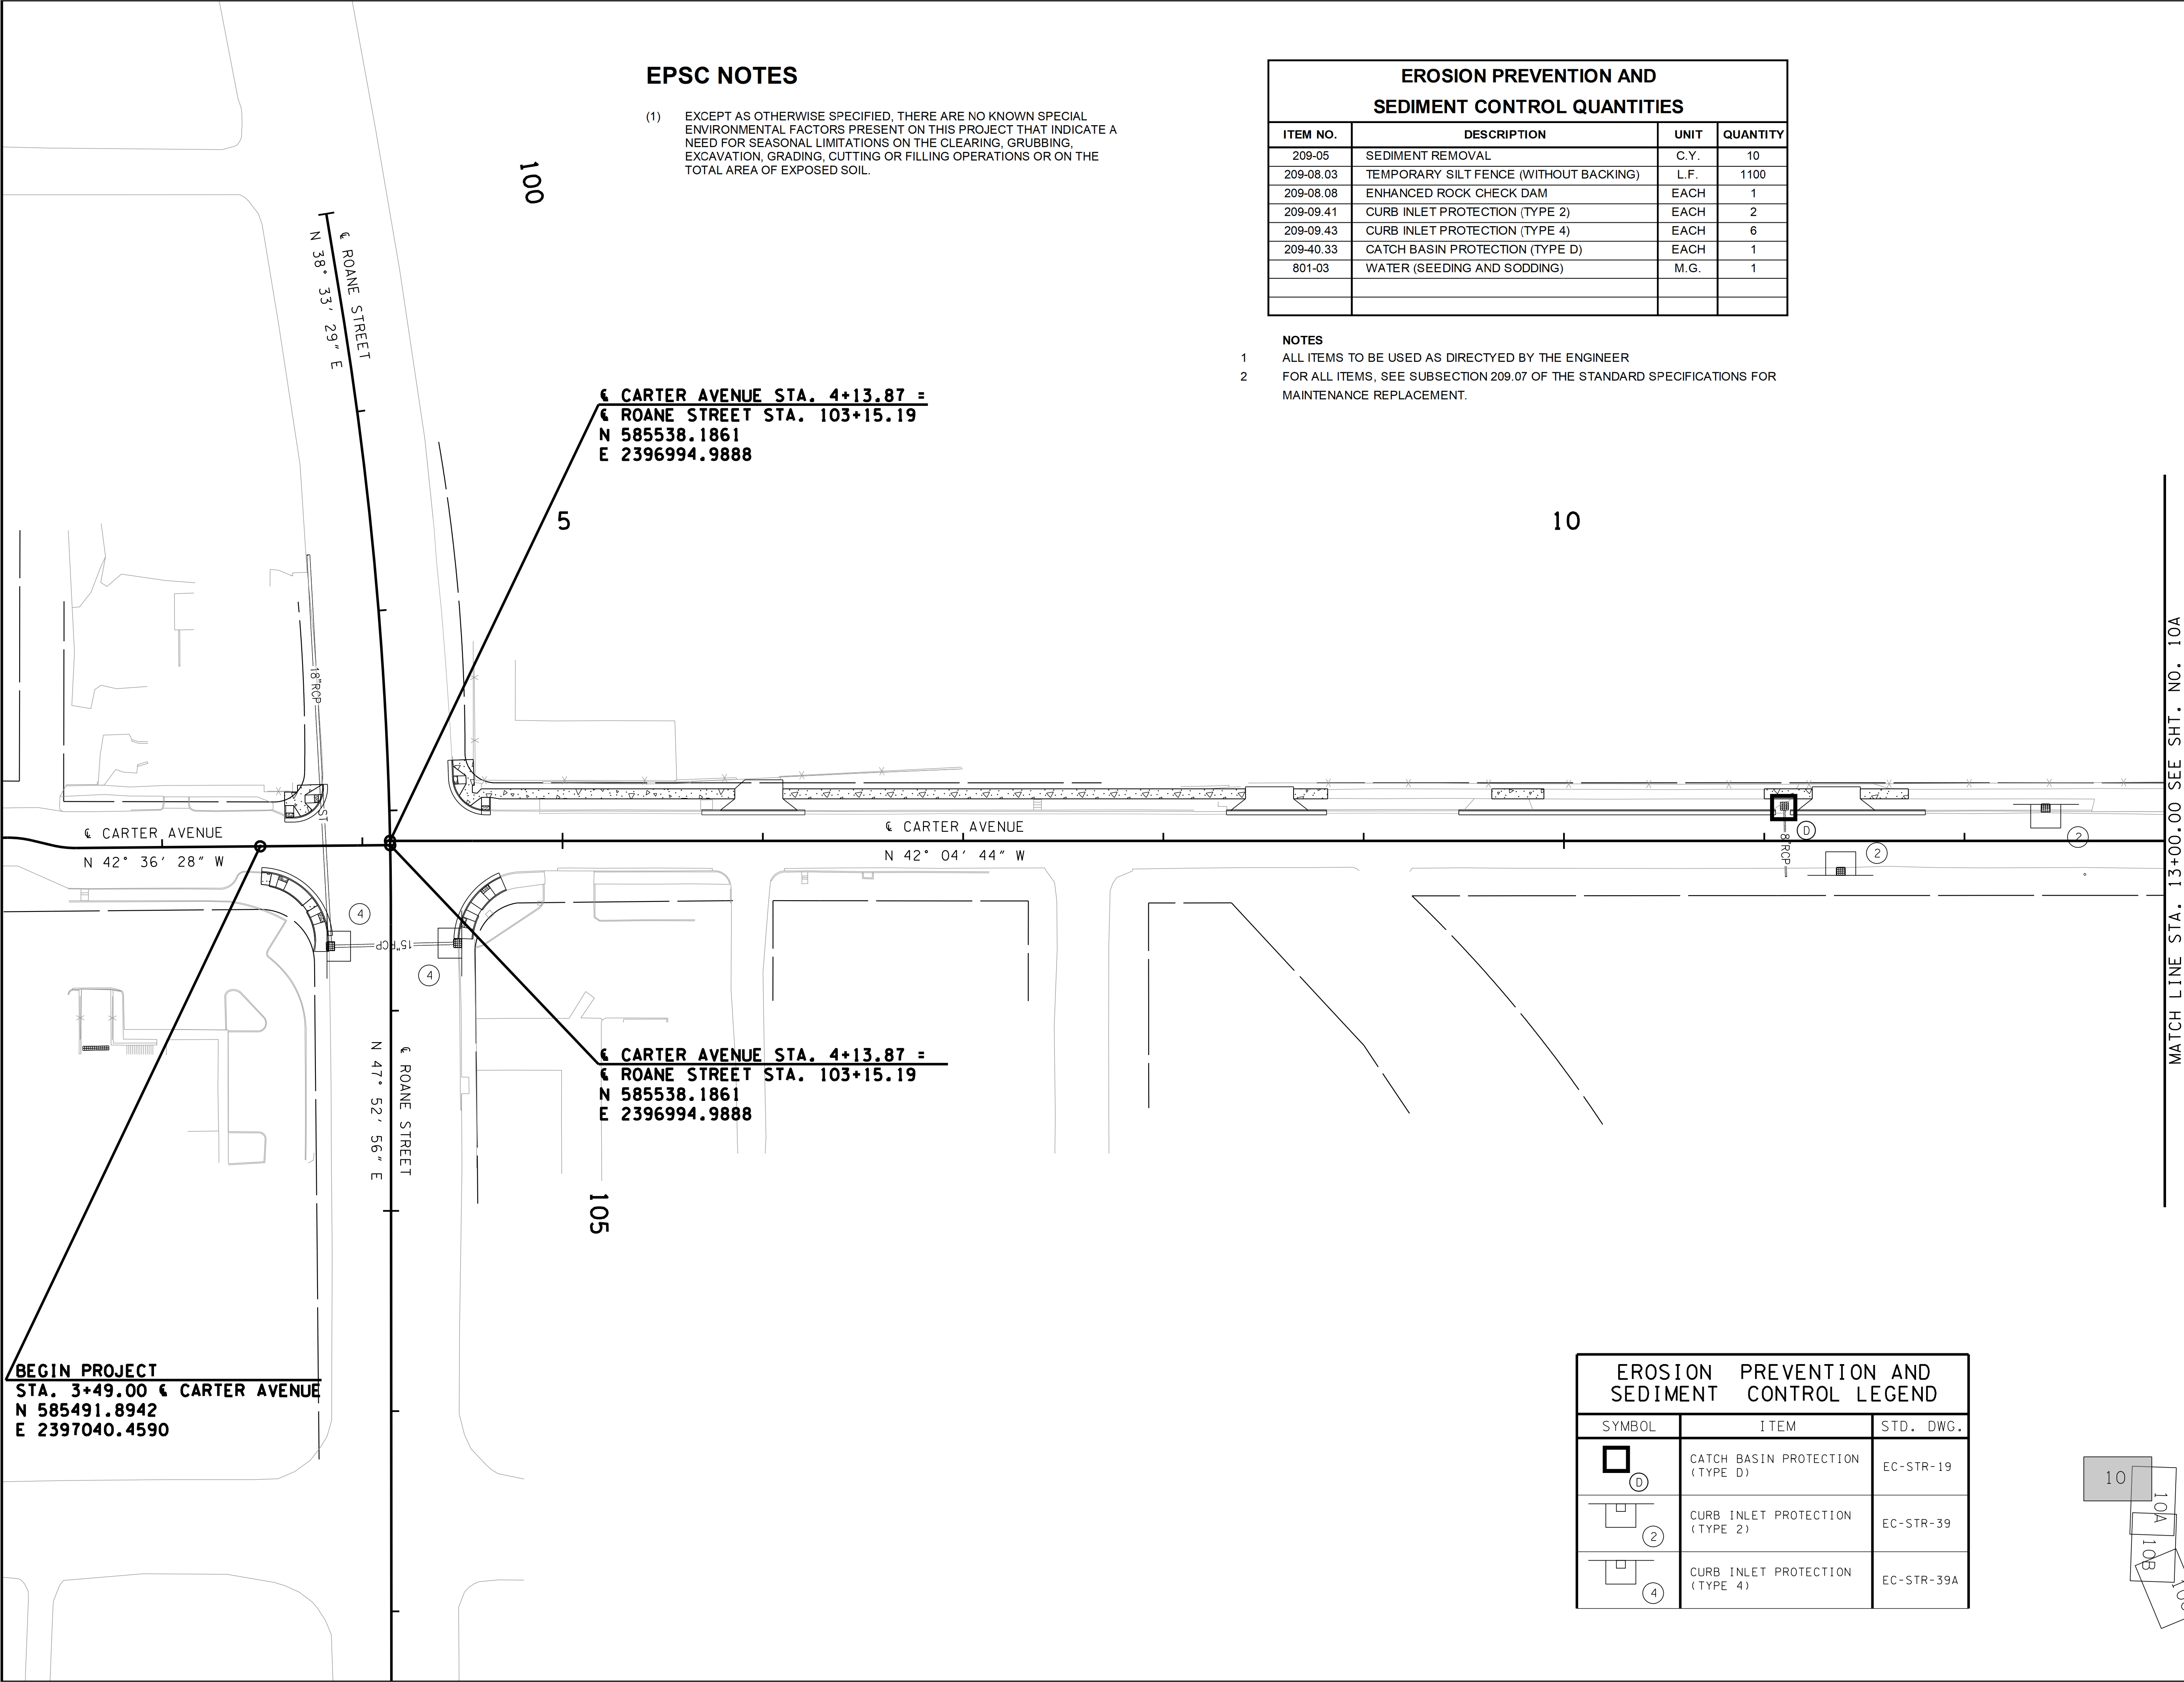 EPSC NOTES
(1) EXCEPT AS OTHERWISE SPECIFIED, THERE ARE NO KNOWN SPECIAL
ENVIRONMENTAL FACTORS PRESENT ON THIS PROJECT THAT INDICATE A
NEED FOR SEASONAL LIMITATIONS ON THE CLEARING, GRUBBING,
EXCAVATION, GRADING, CUTTING OR FILLING OPERATIONS OR ON THE
TOTAL AREA OF EXPOSED SOIL.
EROSION PREVENTION AND
SEDIMENT CONTROL QUANTITIES
ITEM NO. DESCRIPTION UNIT QUANTITY
209-05 SEDIMENT REMOVAL C.Y. 10
209-08.03 TEMPORARY SILT FENCE (WITHOUT BACKING) L.F. 1100
209-08.08 ENHANCED ROCK CHECK DAM EACH 1
209-09.41 CURB INLET PROTECTION (TYPE 2) EACH 2
209-09.43 CURB INLET PROTECTION (TYPE 4) EACH 6
209-40.33 CATCH BASIN PROTECTION (TYPE D) EACH 1
801-03 WATER (SEEDING AND SODDING) M.G. 1
NOTES
1 ALL ITEMS TO BE USED AS DIRECTYED BY THE ENGINEER
2 FOR ALL ITEMS, SEE SUBSECTION 209.07 OF THE STANDARD SPECIFICATIONS FOR
MAINTENANCE REPLACEMENT.
100
℄ ROANE STREET
N 38° 33' 29" E
℄ CARTER AVENUE STA. 4+13.87 =
℄ ROANE STREET STA. 103+15.19
N 585538.1861
E 2396994.9888
5
10
18"RCP
ST
℄ CARTER AVENUE
N 42° 36' 28" W
℄ CARTER AVENUE
N 42° 04' 44" W
D
8"RCP
2
2
4
15"RCP
4
MATCH LINE STA. 13+00.00 SEE SHT. NO. 10A
℄ ROANE STREET
N 47° 52' 56" E
℄ CARTER AVENUE STA. 4+13.87 =
℄ ROANE STREET STA. 103+15.19
N 585538.1861
E 2396994.9888
105
BEGIN PROJECT
STA. 3+49.00 ℄ CARTER AVENUE
N 585491.8942
E 2397040.4590
EROSION PREVENTION AND
SEDIMENT CONTROL LEGEND
SYMBOL ITEM STD. DWG.
D CATCH BASIN PROTECTION
(TYPE D) EC-STR-19
2 CURB INLET PROTECTION
(TYPE 2) EC-STR-39
4 CURB INLET PROTECTION
(TYPE 4) EC-STR-39A
10
10A
10B